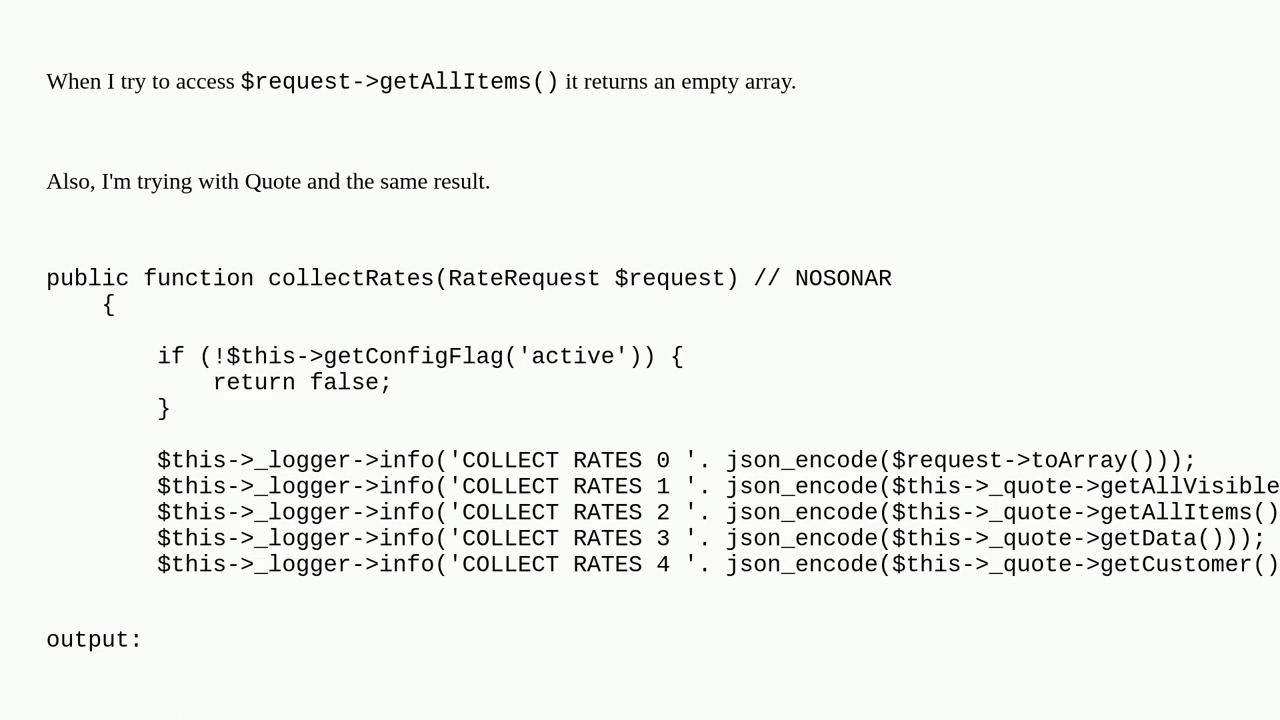 When I try to access $request->getAllItems() it returns an empty array.
Also, I'm trying with Quote and the same result.
public function collectRates(RateRequest $request) // NOSONAR
    {
        if (!$this->getConfigFlag('active')) {
            return false;
        }
        $this->_logger->info('COLLECT RATES 0 '. json_encode($request->toArray()));
        $this->_logger->info('COLLECT RATES 1 '. json_encode($this->_quote->getAllVisible
        $this->_logger->info('COLLECT RATES 2 '. json_encode($this->_quote->getAllItems()
        $this->_logger->info('COLLECT RATES 3 '. json_encode($this->_quote->getData()));
        $this->_logger->info('COLLECT RATES 4 '. json_encode($this->_quote->getCustomer()
output: